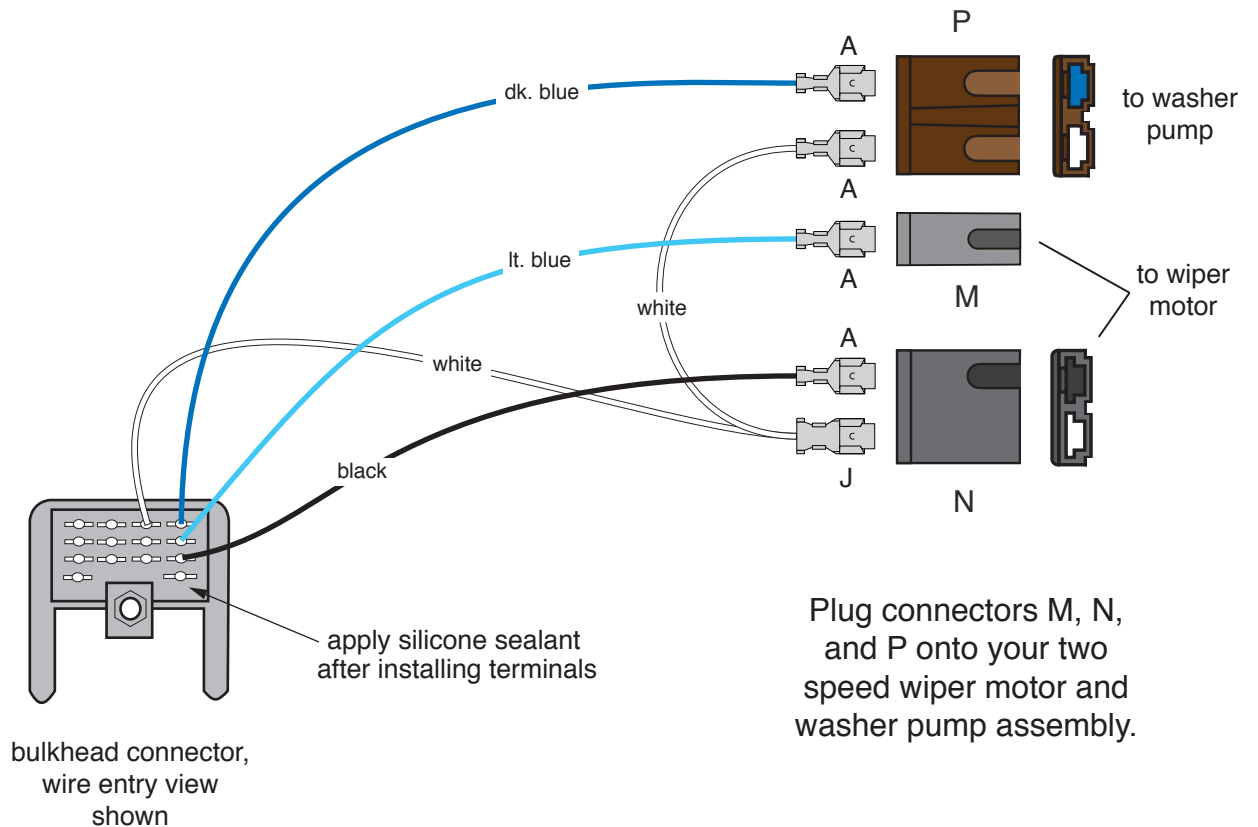 P
A
dk. blue
to washer
pump
A
lt. blue
A
M
to wiper
motor
white
A
white
black
J
N
apply silicone sealant
after installing terminals
Plug connectors M, N,
and P onto your two
speed wiper motor and
washer pump assembly.
bulkhead connector,
wire entry view
shown
C
C
C
C
C